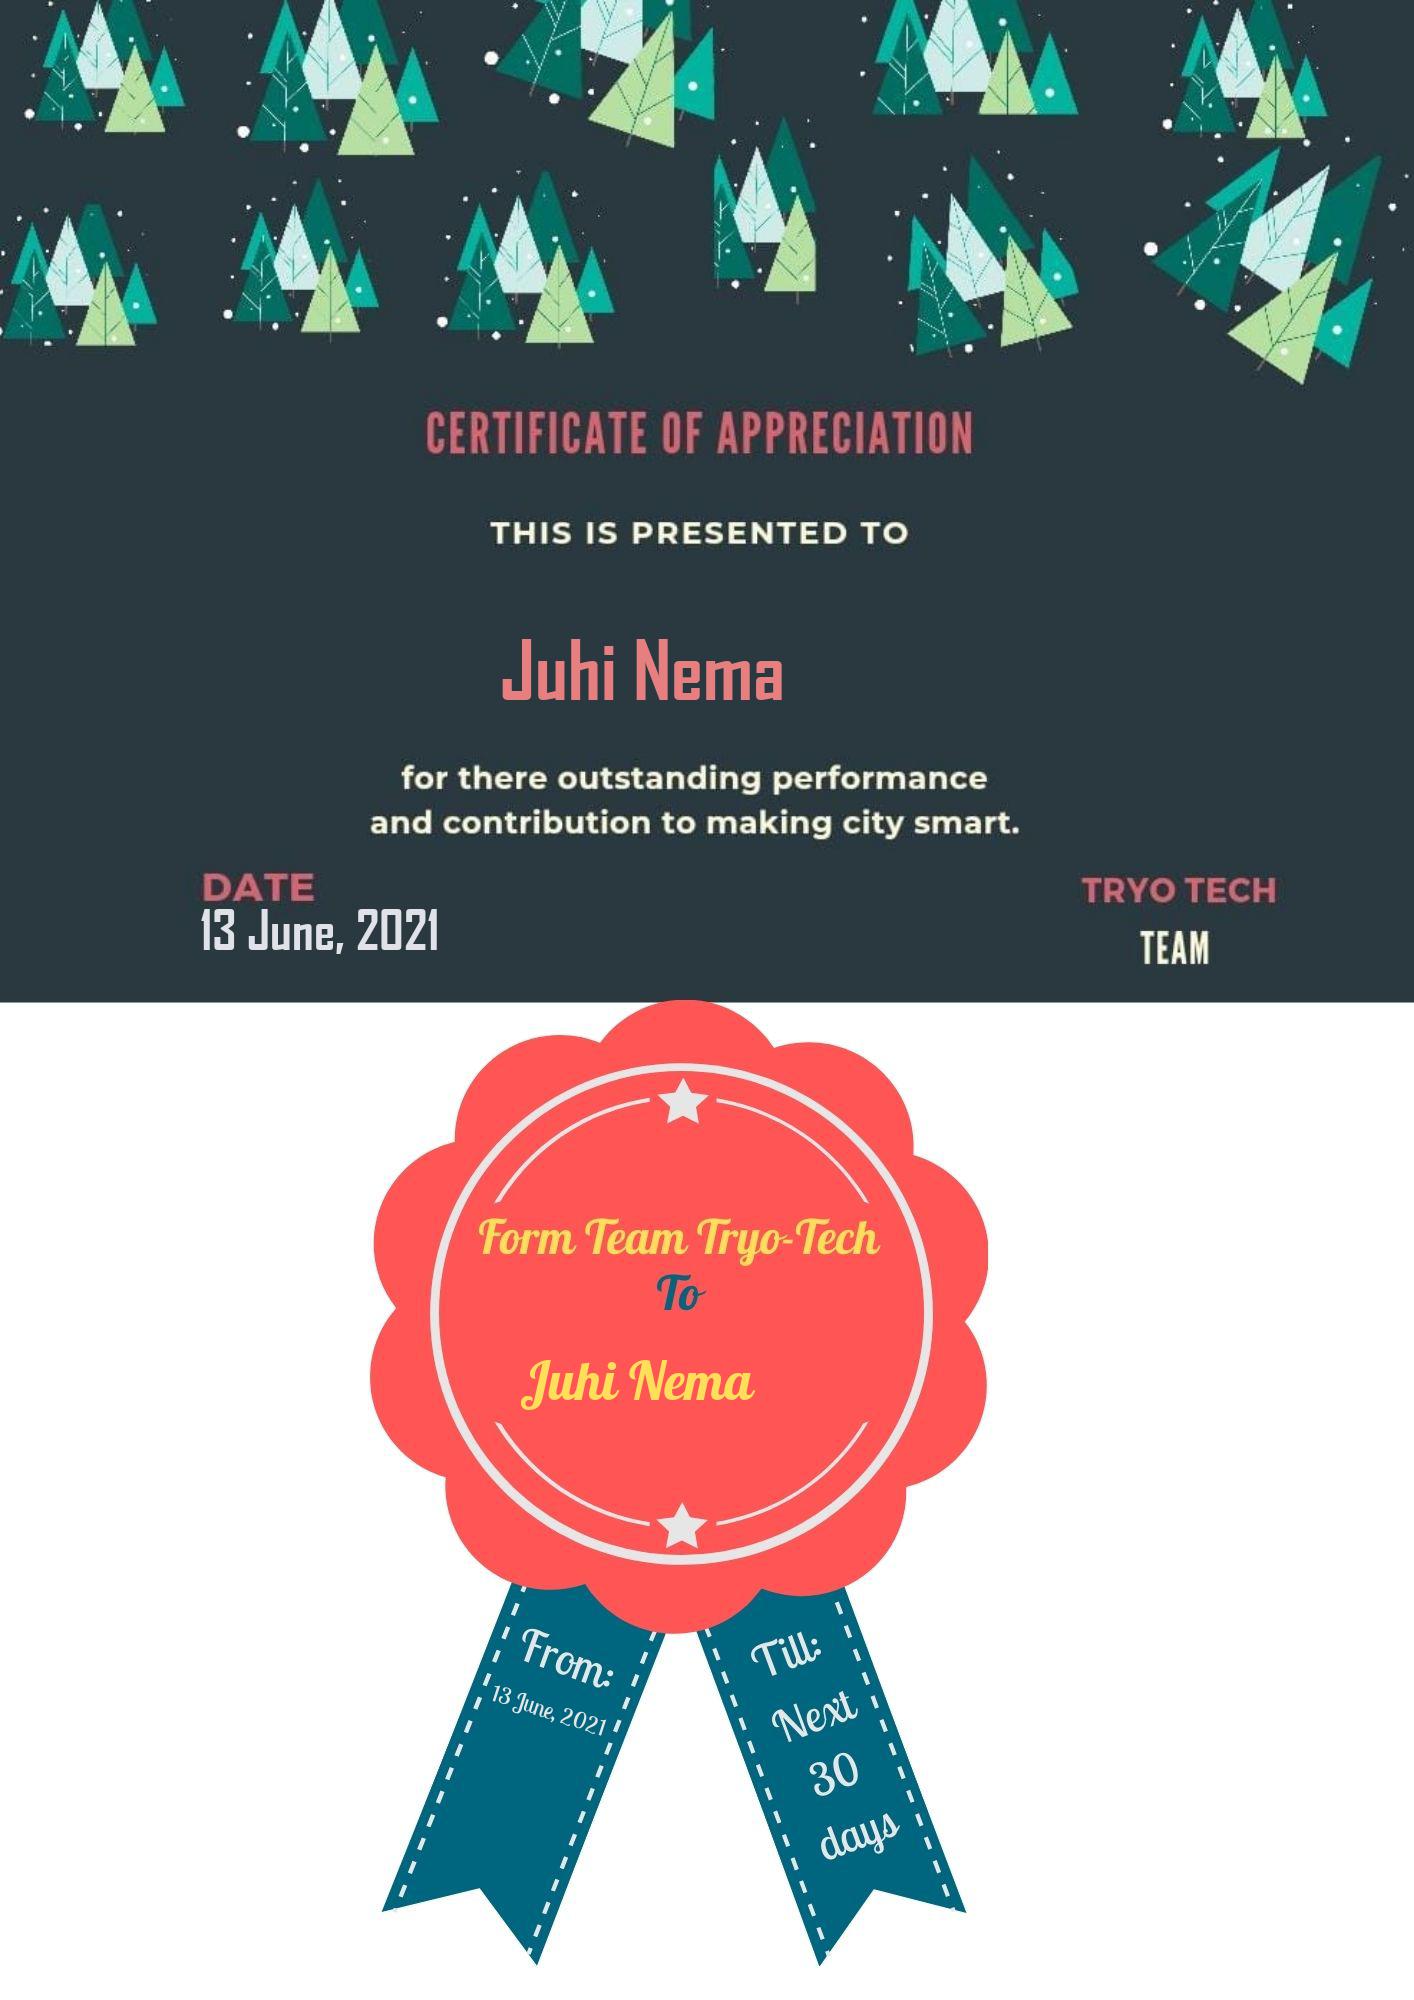 CERTIFICATE OF APPRECIATION
THIS IS PRESENTED TO
Juhi Nema
for there outstanding performance
and contribution to making city smart.
DATE
13 June, 2021
TRYO TECH
TEAM
Form Team Tryo-Tech
To
Juhi Nema
From:
13 June, 2021
Till:
Next
30
days